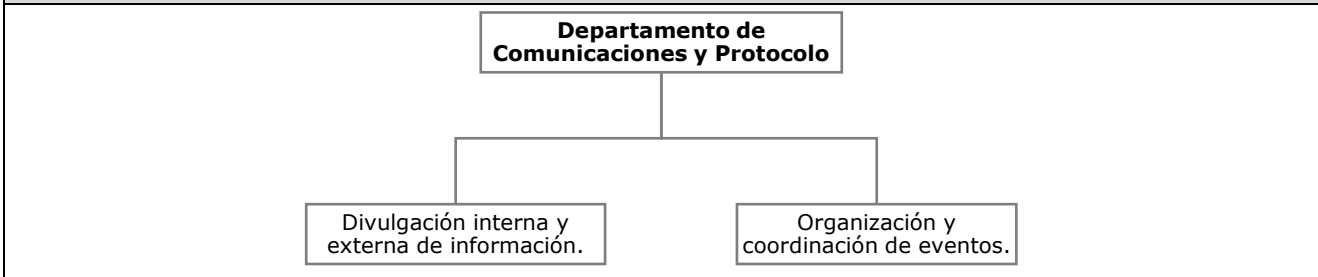 Departamento de
Comunicaciones y Protocolo
Divulgación interna y
externa de información.
Organización y
coordinación de eventos.